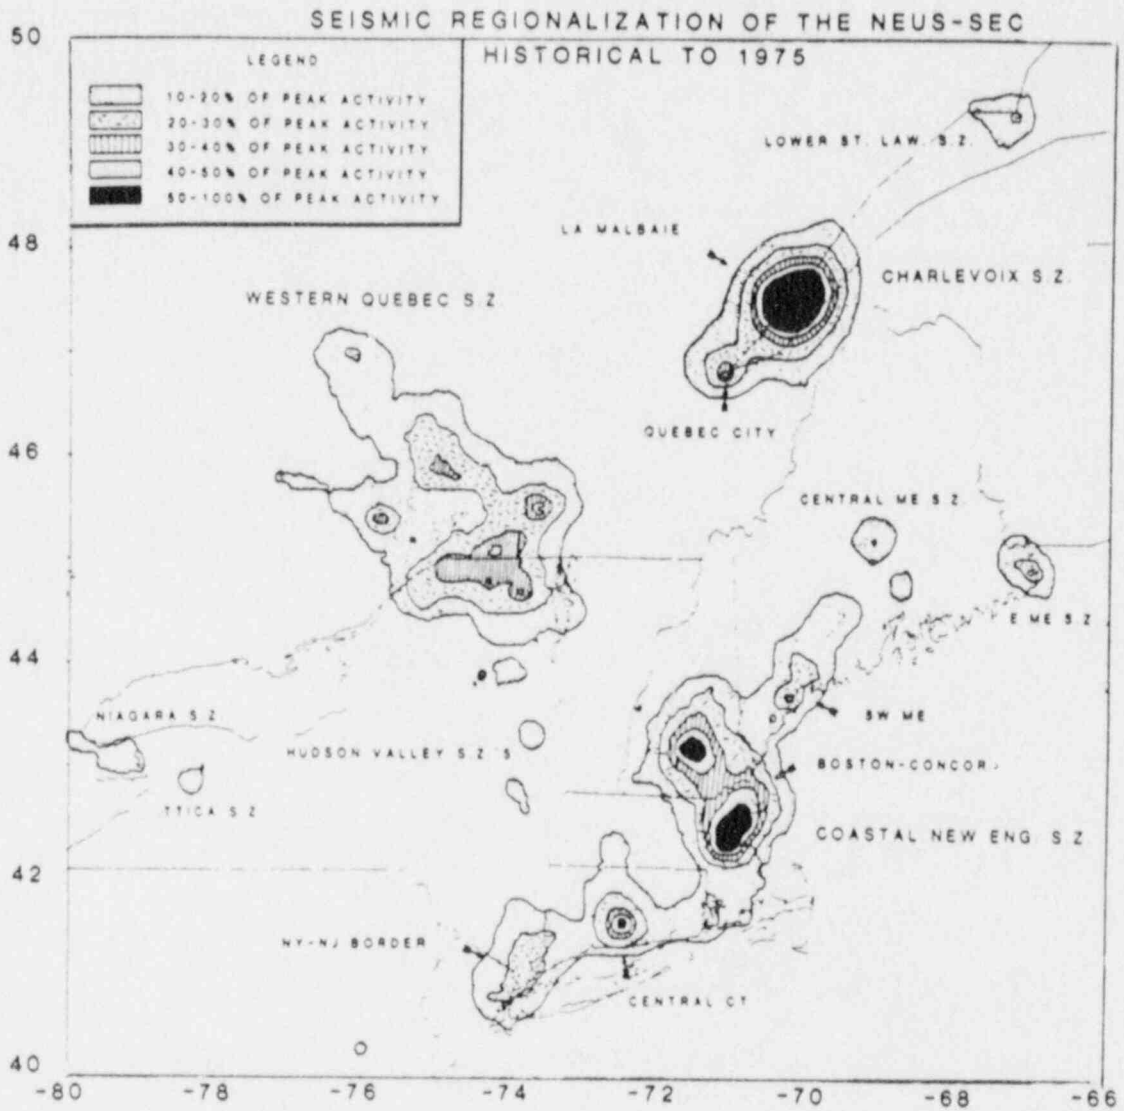 SEISMIC REGIONALIZATION OF THE NEUS-SEC
HISTORICAL TO 1975
LEGEND
10-20% OF PEAK ACTIVITY
20-30% OF PEAK ACTIVITY
30-40% OF PEAK ACTIVITY
40-50% OF PEAK ACTIVITY
50-100% OF PEAK ACTIVITY
50
48
46
44
42
40
LOWER ST. LAW. S.Z.
LA MALBAIE
CHARLEVOIX S.Z.
WESTERN QUEBEC S.Z
QUEBEC CITY
CENTRAL ME S.Z.
E ME S.Z
NIAGARA S.Z
SW ME
HUDSON VALLEY S.Z.'S
BOSTON-CONCOR
TTICA S.Z
COASTAL NEW ENG. S.Z
NY-NJ BORDER
CENTRAL CT
-80 -78 -76 -74 -72 -70 -68 -66